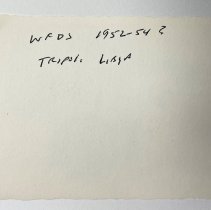 WFDS 1952-54 ?
TRIPOLI LIBYA